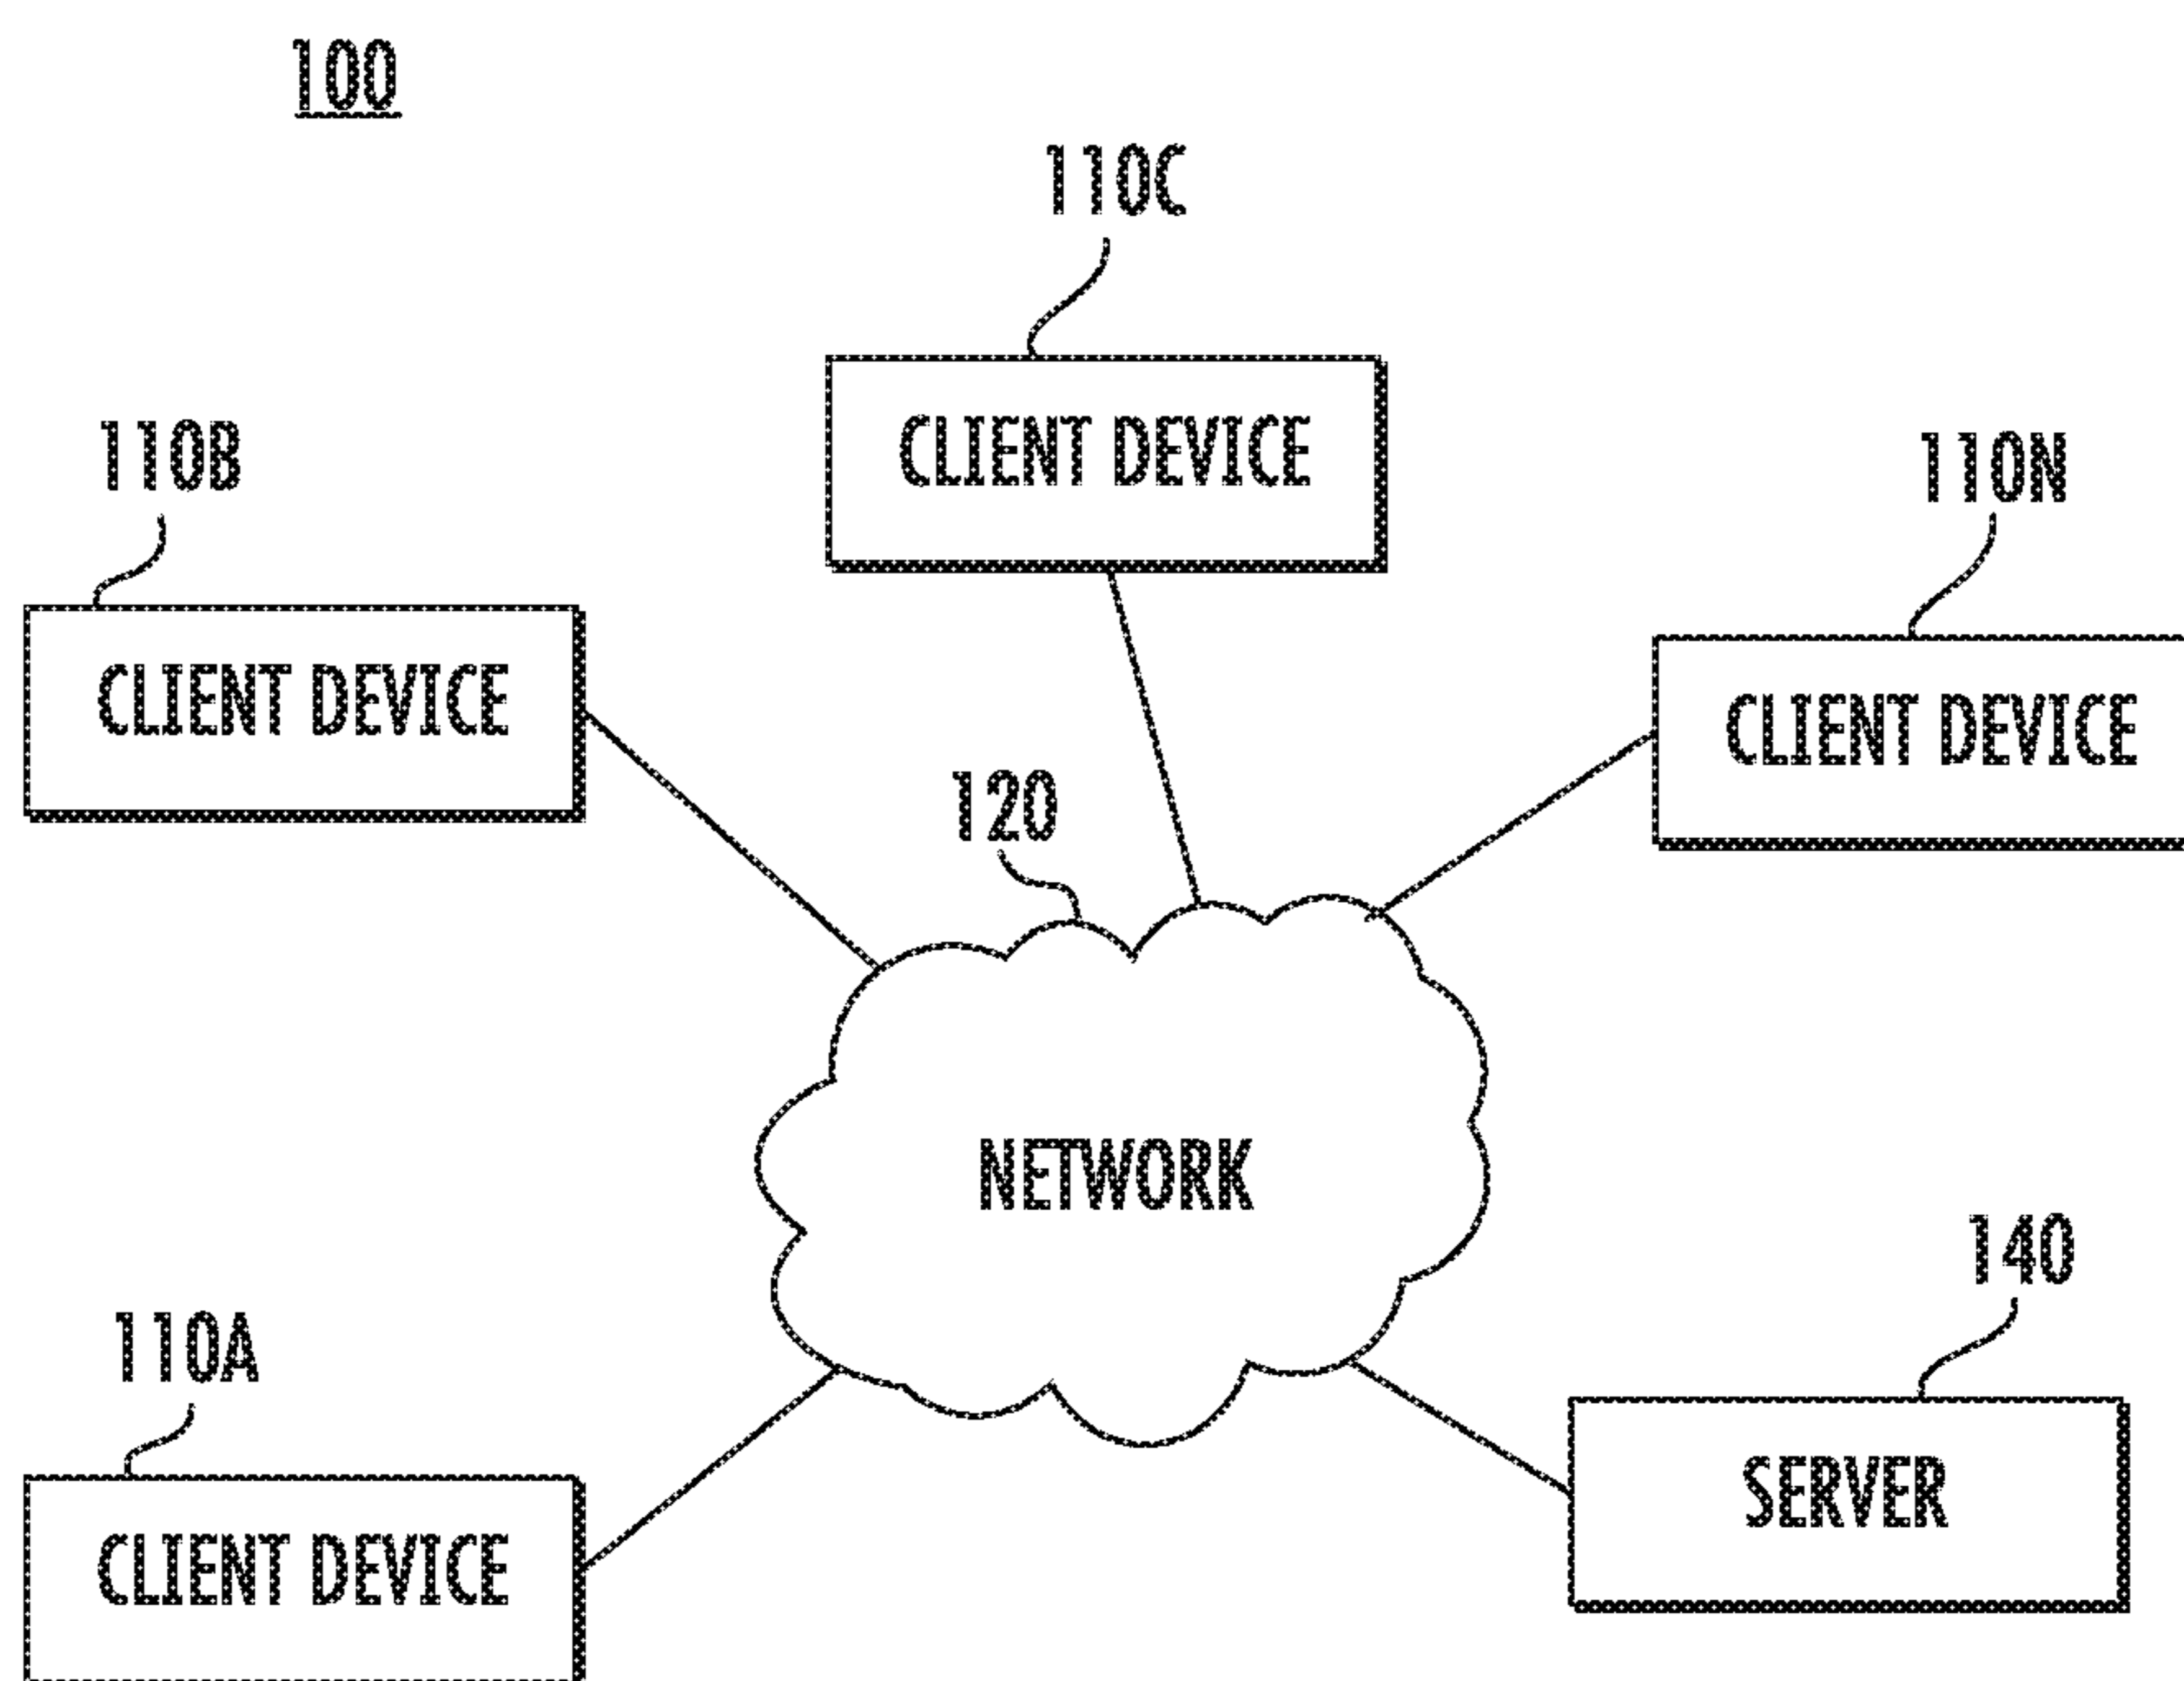 100
110C
CLIENT DEVICE
110B
110N
CLIENT DEVICE
CLIENT DEVICE
120
NETWORK
140
110A
SERVER
CLIENT DEVICE